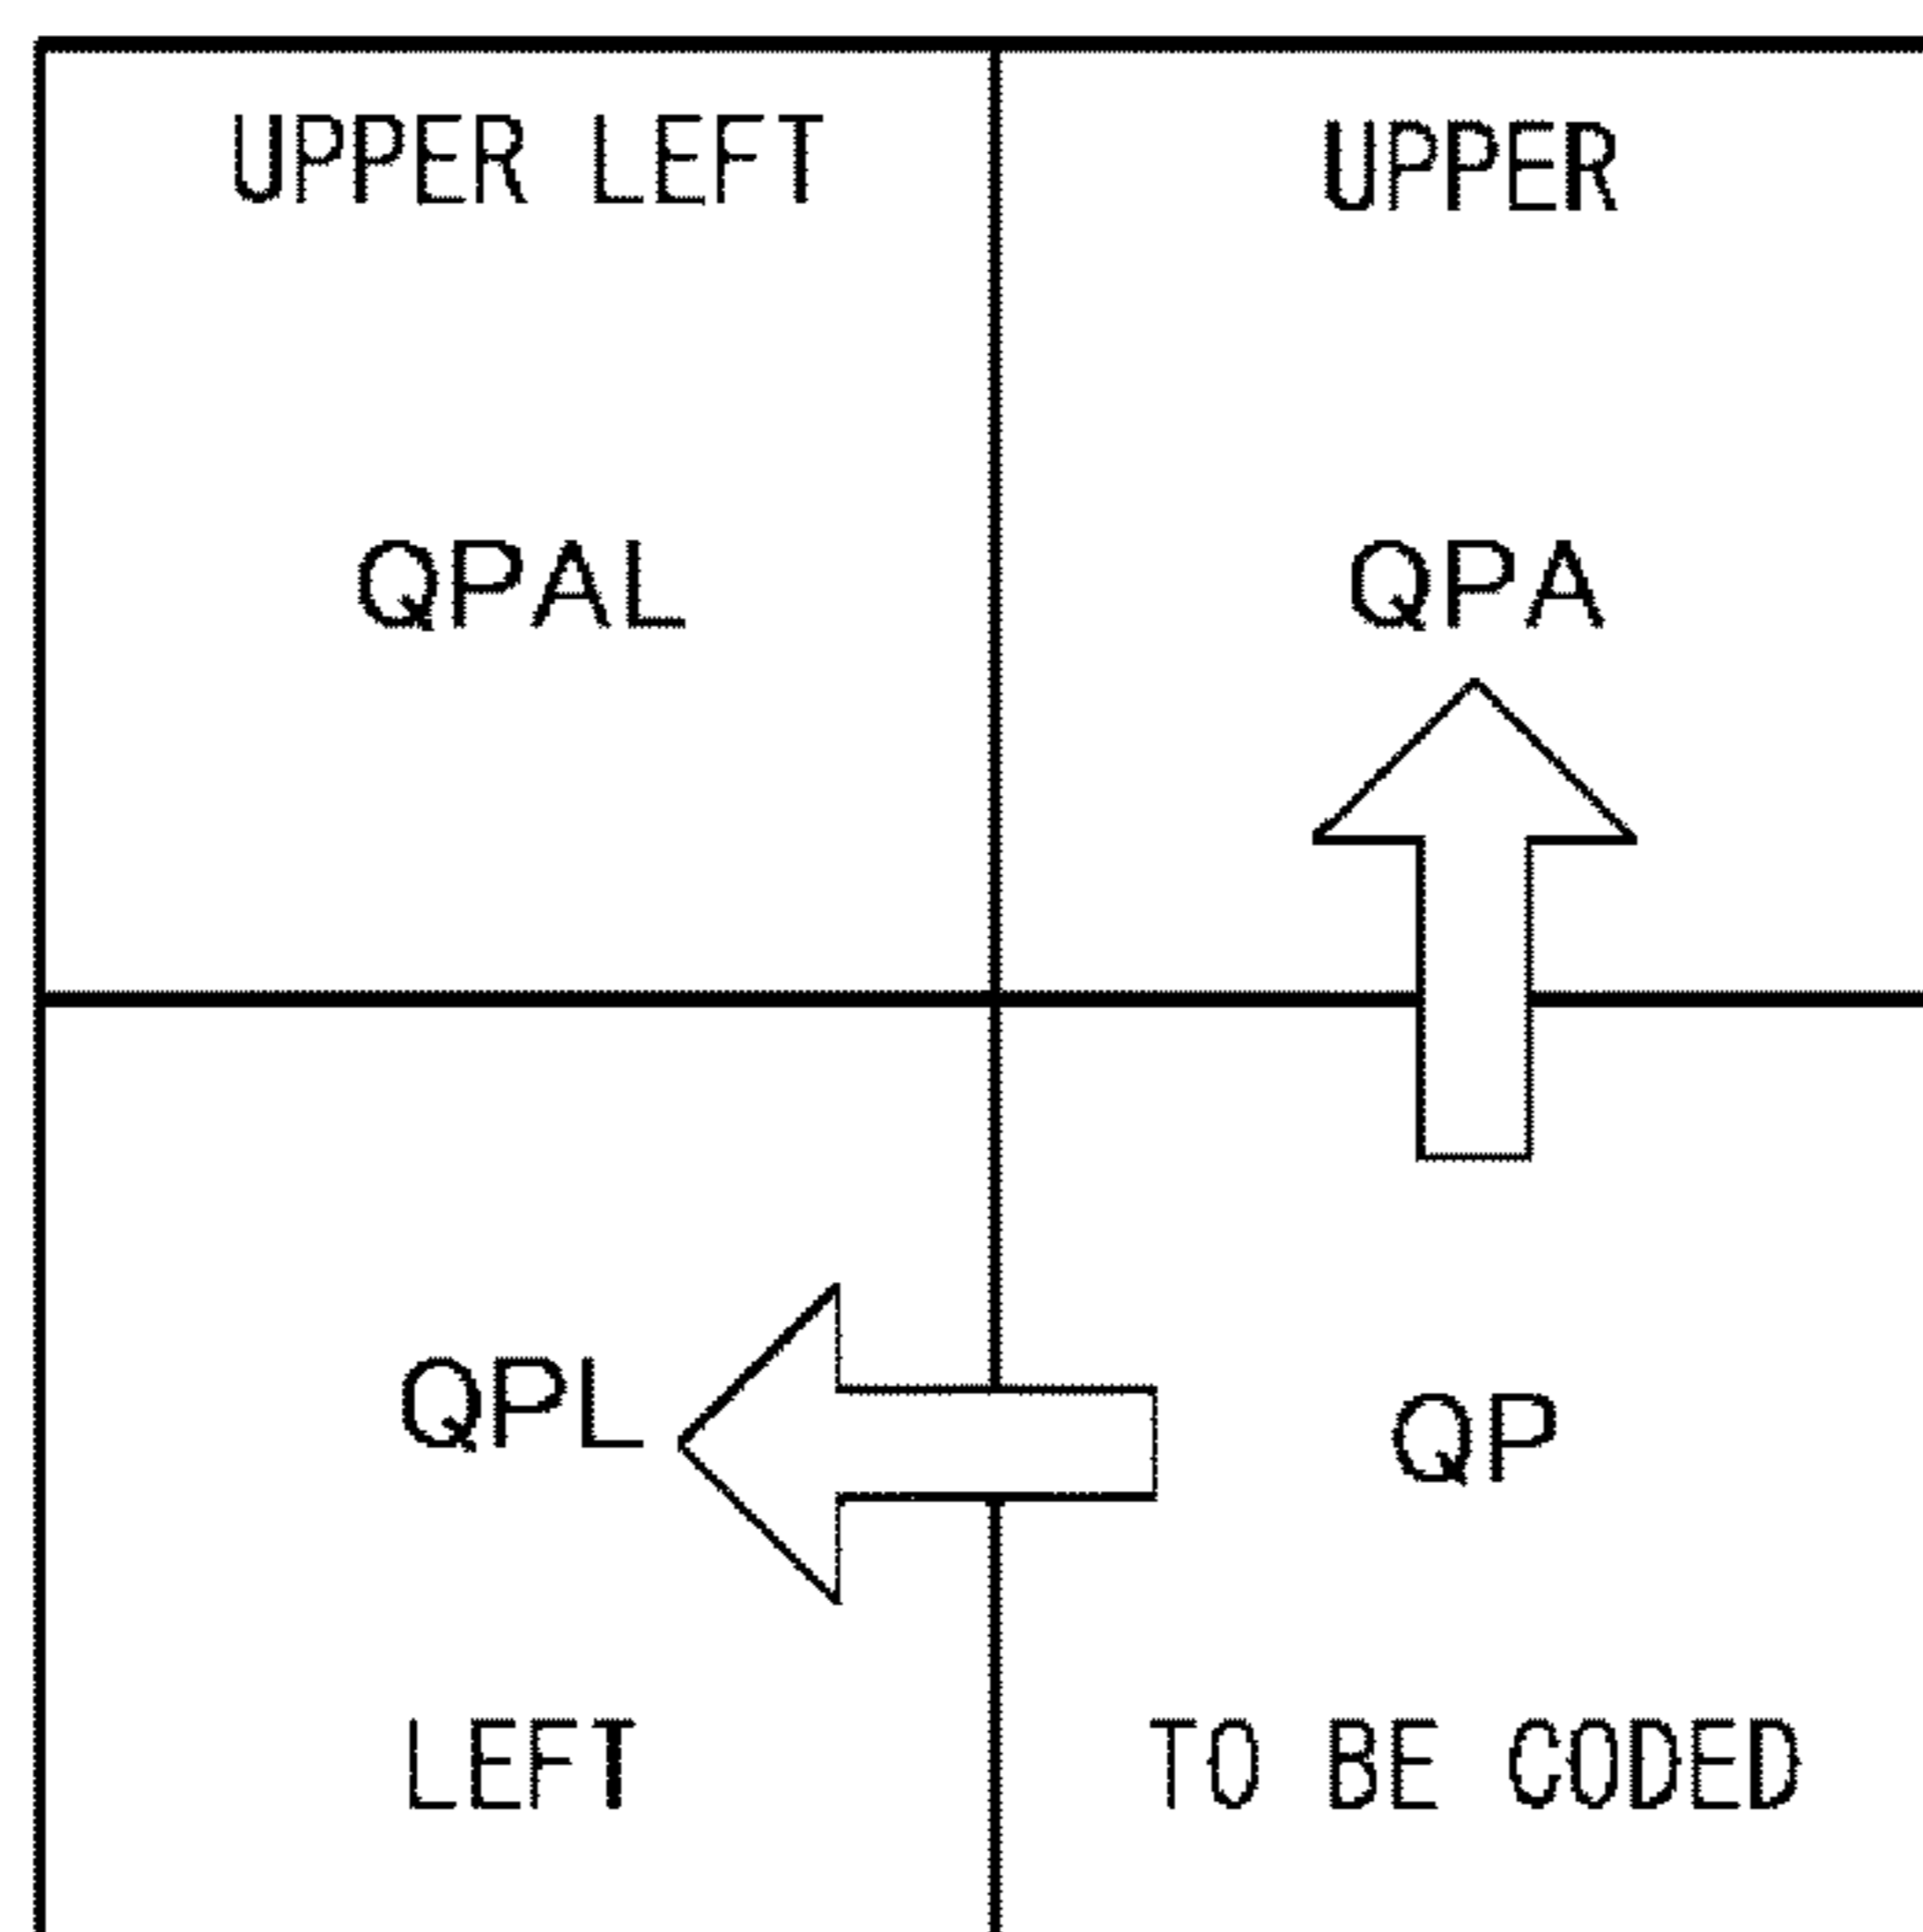 UPPER LEFT
UPPER
QPAL
QPA
QPL
QP
LEFT
TO BE CODED